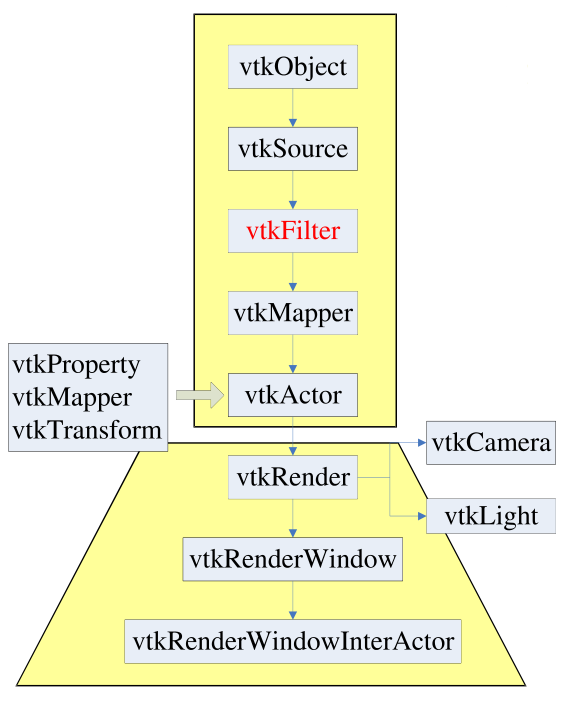 vtkObject
vtkSource
vtkFilter
vtkMapper
vtkProperty
vtkMapper
vtkTransform
vtkActor
vtkCamera
vtkRender
vtkLight
vtkRenderWindow
vtkRenderWindowInterActor